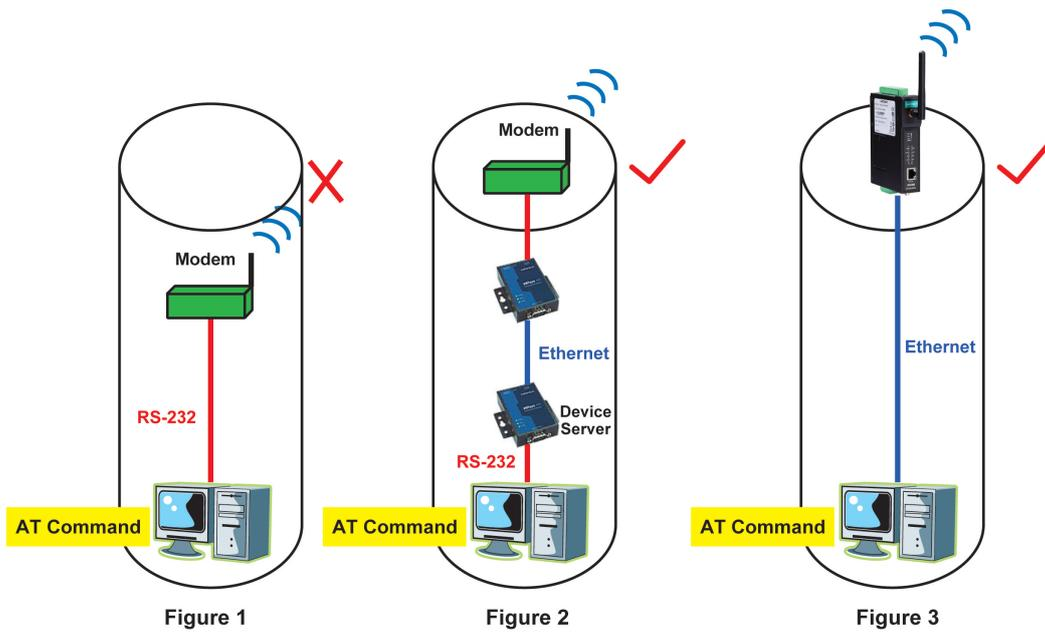 Modem
RS-232
AT Command
Figure 1
Modem
Ethernet
Device
Server
RS-232
AT Command
Figure 2
Ethernet
AT Command
Figure 3